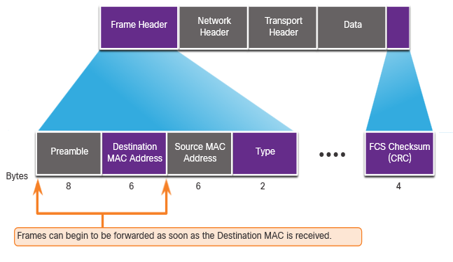 Frame Header
Network
Header
Transport
Header
Data
Preamble
Destination
MAC Address
Source MAC
Address
Type
FCS Checksum
(CRC)
Bytes
8
6
6
2
4
Frames can begin to be forwarded as soon as the Destination MAC is received.